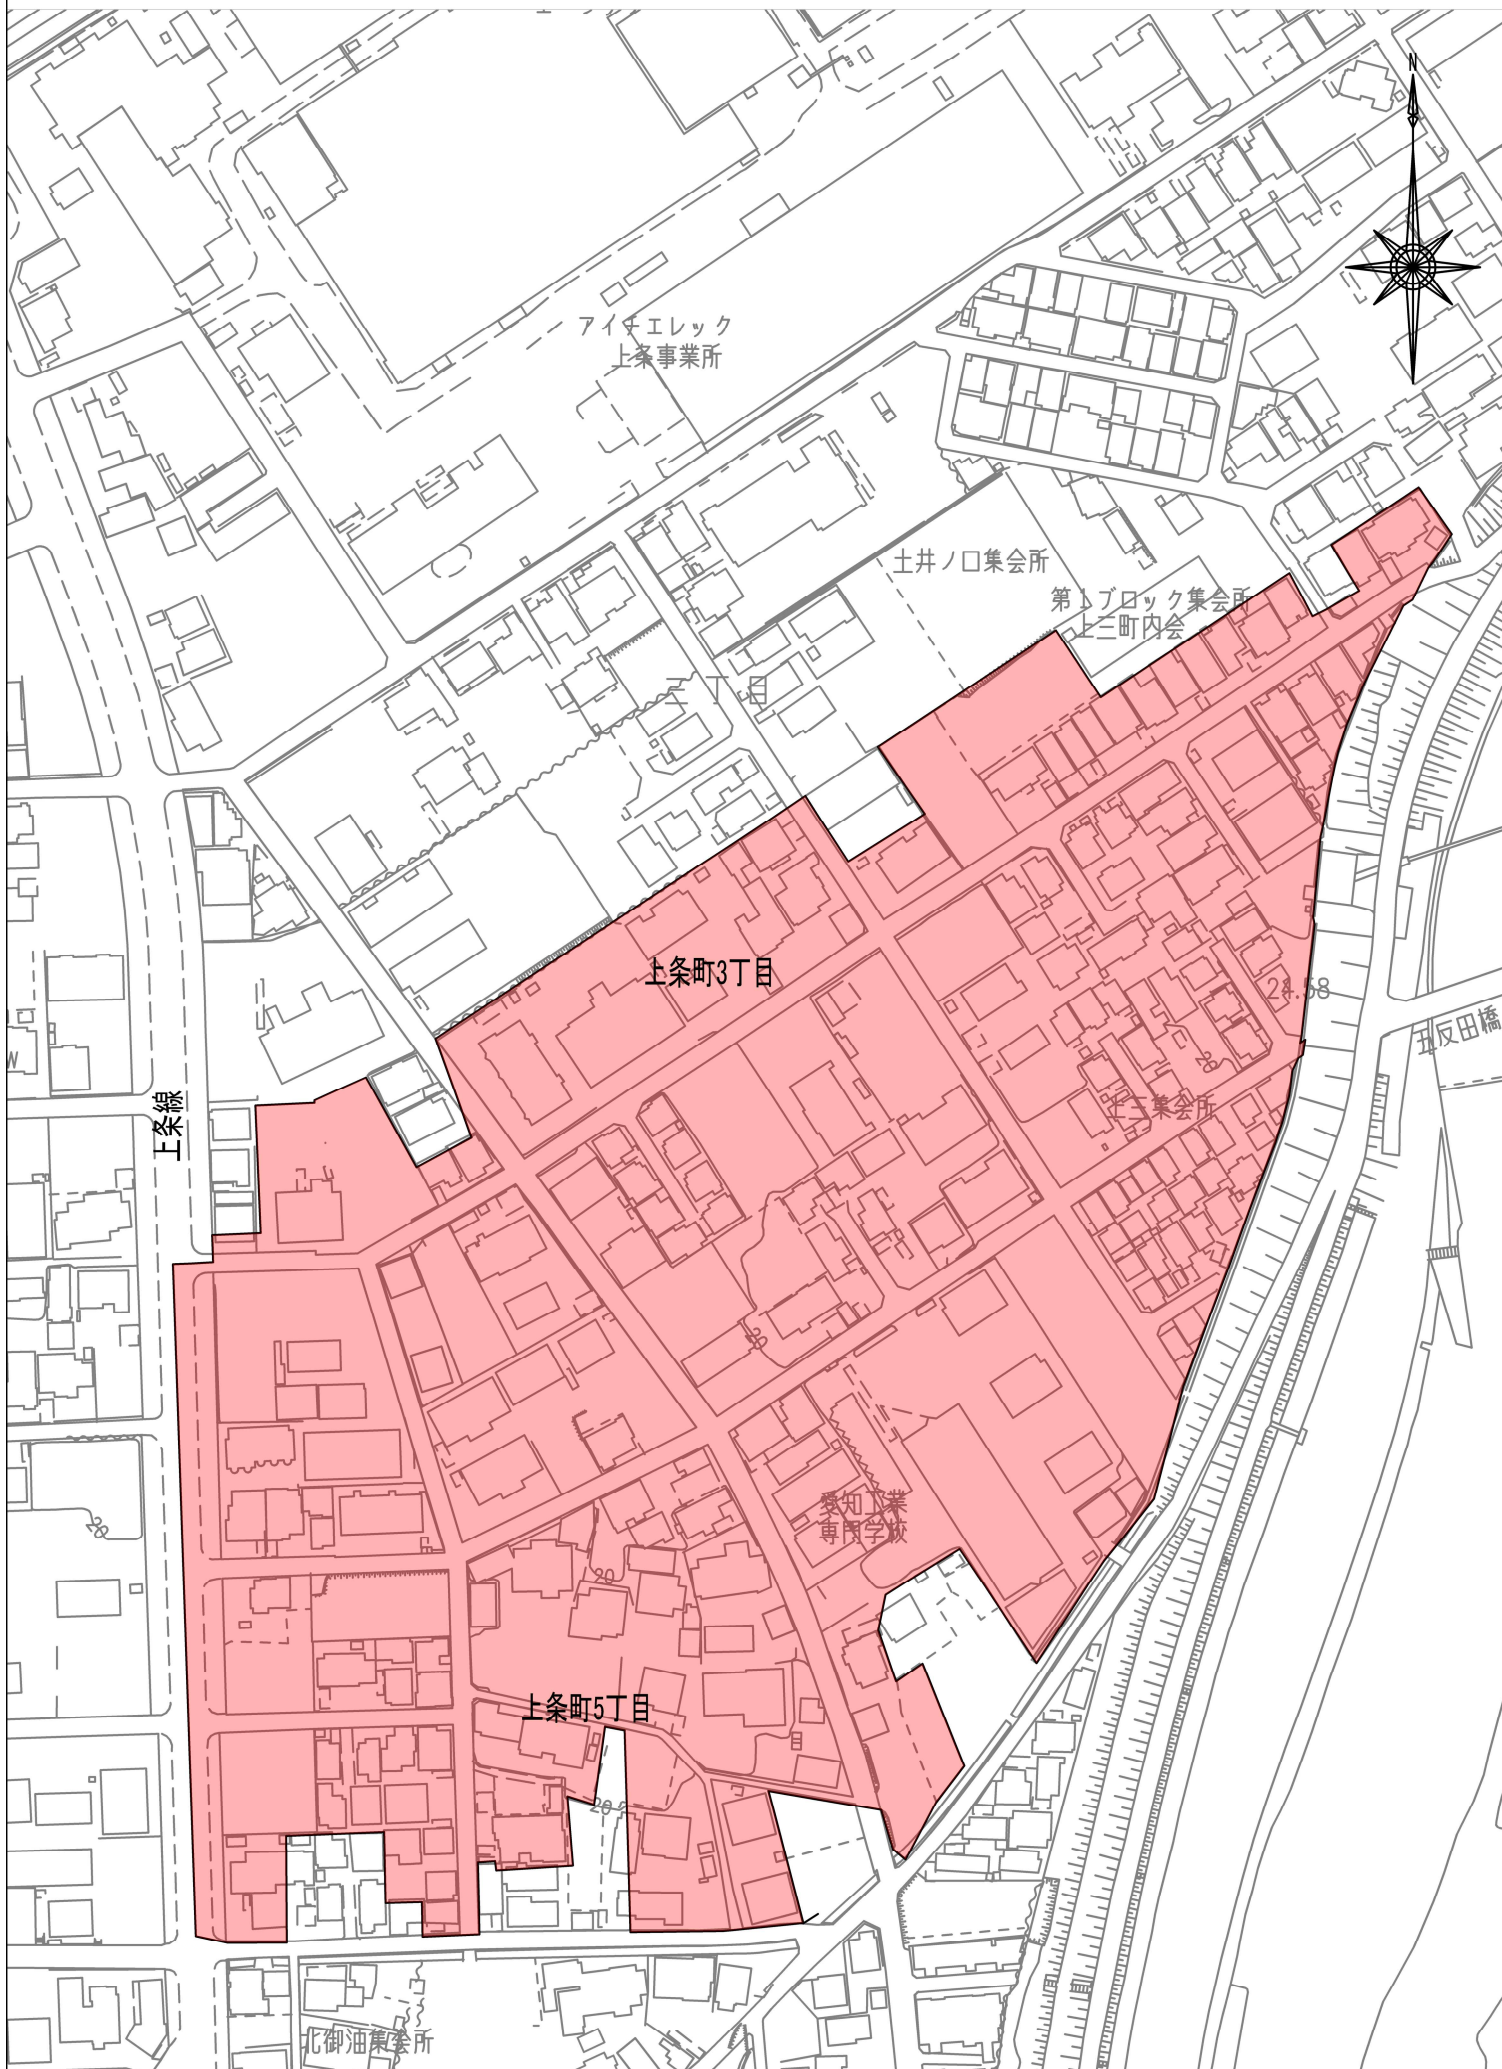 N
アイチエレック
上条事業所
土井ノ口集会所
第1ブロック集会所
上三町内会
三丁目
上条町3丁目
24.58
五反田橋
20
上三集会所
上条線
W
20
愛知工業
専門学校
20
20
上条町5丁目
20
北御油集会所